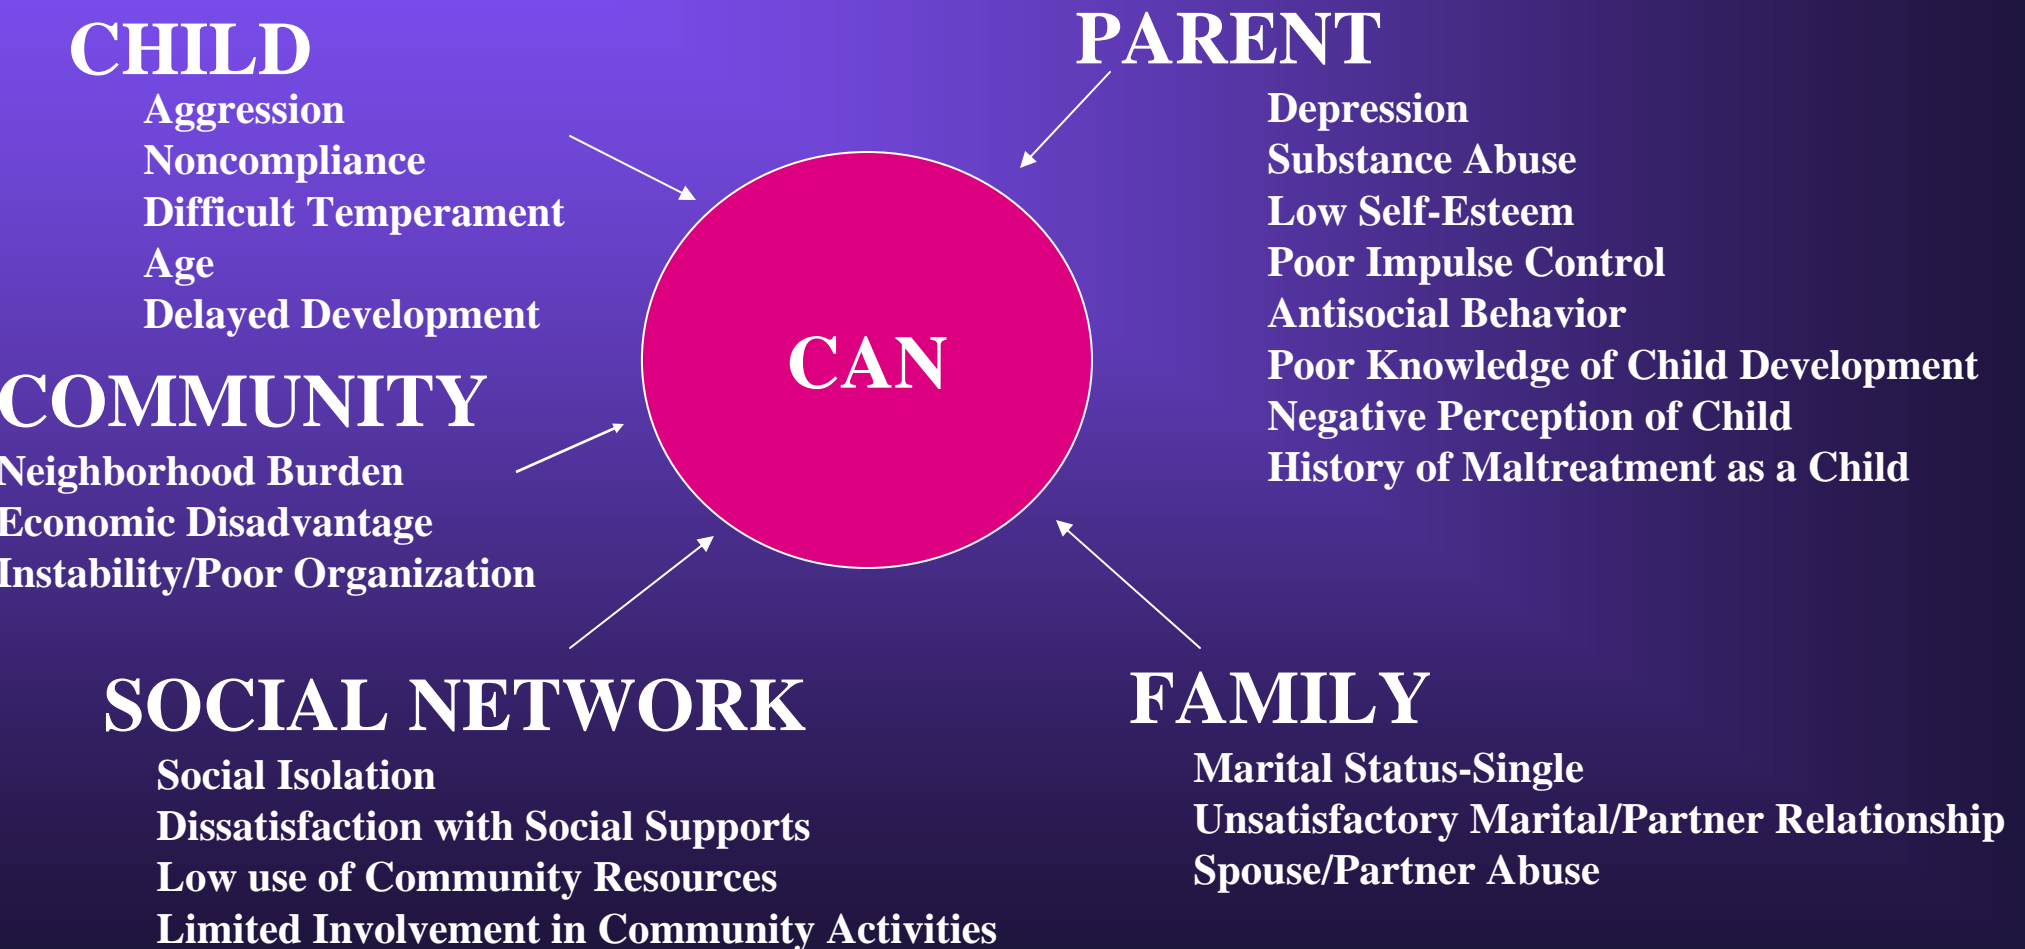 CHILD
Aggression
Noncompliance
Difficult Temperament
Age
Delayed Development
PARENT
Depression
Substance Abuse
Low Self-Esteem
Poor Impulse Control
Antisocial Behavior
Poor Knowledge of Child Development
Negative Perception of Child
History of Maltreatment as a Child
CAN
COMMUNITY
Neighborhood Burden
Economic Disadvantage
Instability/Poor Organization
SOCIAL NETWORK
Social Isolation
Dissatisfaction with Social Supports
Low use of Community Resources
Limited Involvement in Community Activities
FAMILY
Marital Status-Single
Unsatisfactory Marital/Partner Relationship
Spouse/Partner Abuse